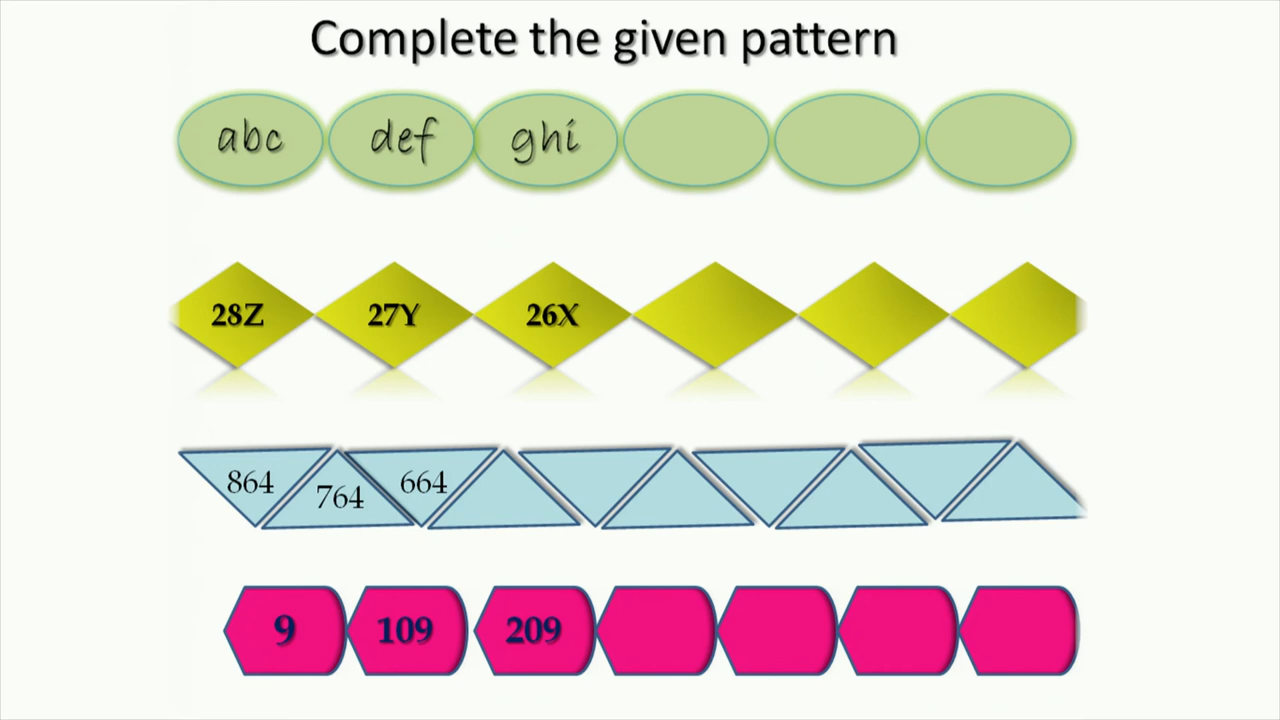 Complete the given pattern
abc def ghi
28Z 27Y 26X
864 764 664
9 109 209